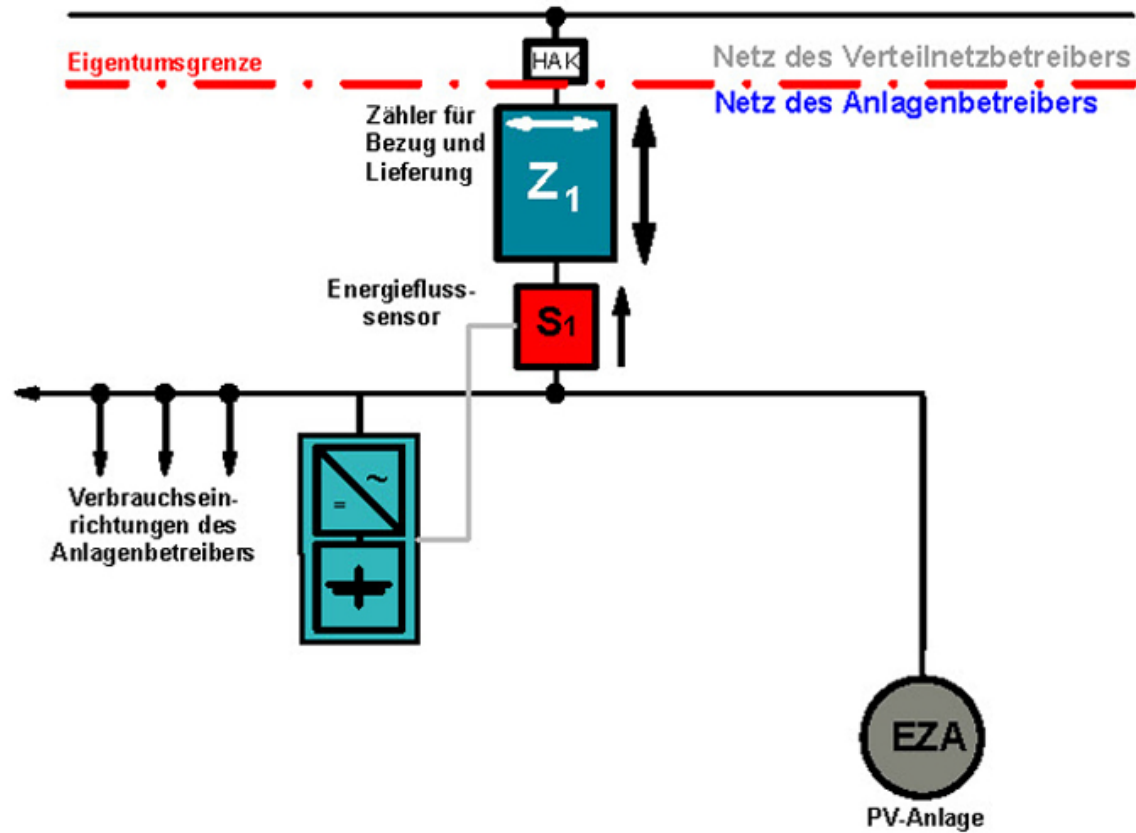 Eigentumsgrenze
HAK
Netz des Verteilnetzbetreibers
Netz des Anlagenbetreibers
Zähler für
Bezug und
Lieferung
Z1
Energiefluss-
sensor
S1
~
=
Verbrauchsein-
richtungen des
Anlagenbetreibers
EZA
PV-Anlage